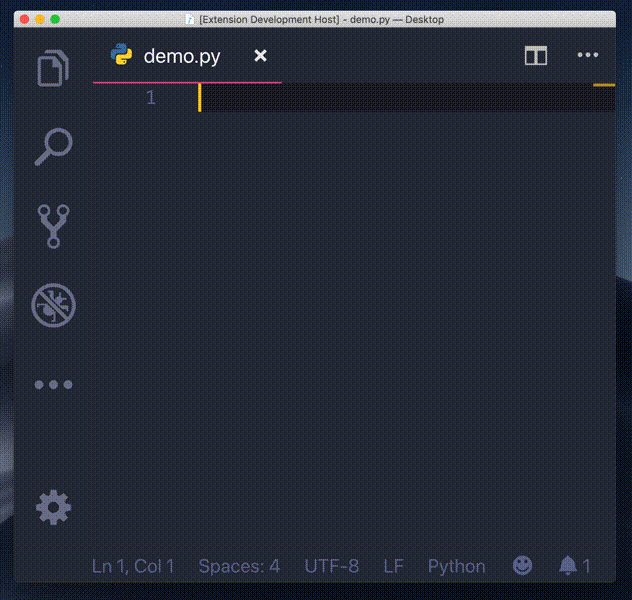 [Extension Development Host] - demo.py — Desktop
demo.py
1
Ln 1, Col 1 Spaces: 4 UTF-8 LF Python 1